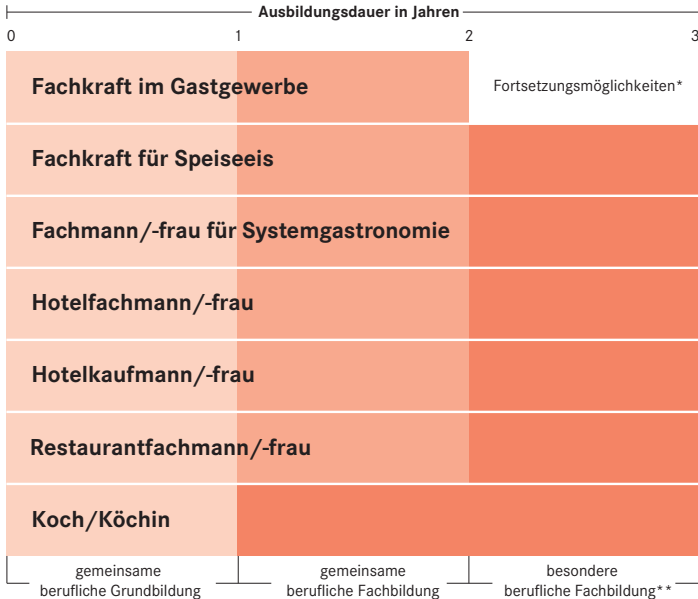 Ausbildungsdauer in Jahren
0 1 2 3
Fachkraft im Gastgewerbe
Fortsetzungsmöglichkeiten*
Fachkraft für Speiseeis
Fachmann/-frau für Systemgastronomie
Hotelfachmann/-frau
Hotelkaufmann/-frau
Restaurantfachmann/-frau
Koch/Köchin
gemeinsame
berufliche Grundbildung
gemeinsame
berufliche Fachbildung
besondere
berufliche Fachbildung**